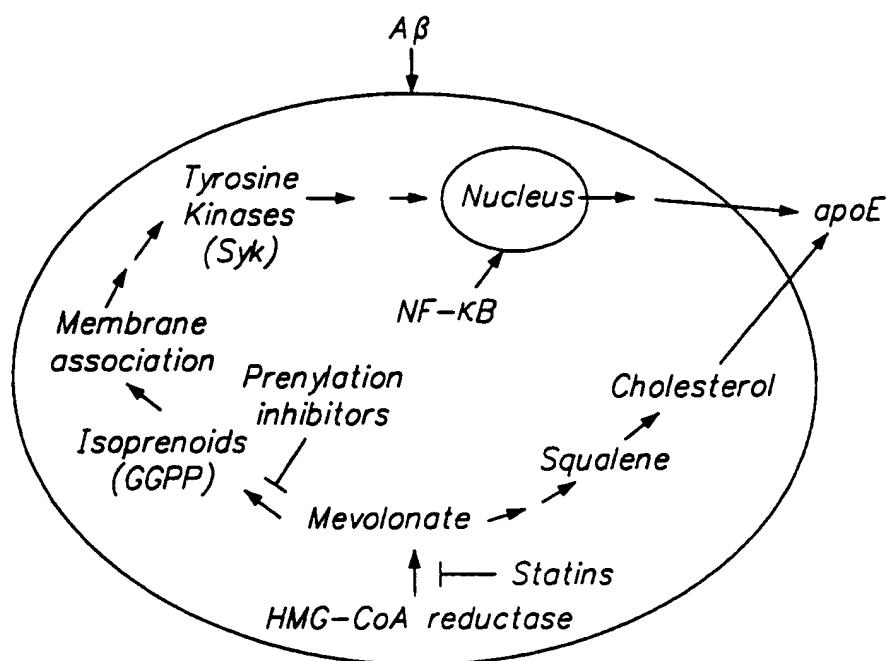 Aβ
Tyrosine
Kinases
(Syk)
Nucleus
apoE
NF-κB
Membrane
association
Prenylation
inhibitors
Cholesterol
Isoprenoids
(GGPP)
Squalene
Mevolonate
Statins
HMG-CoA reductase